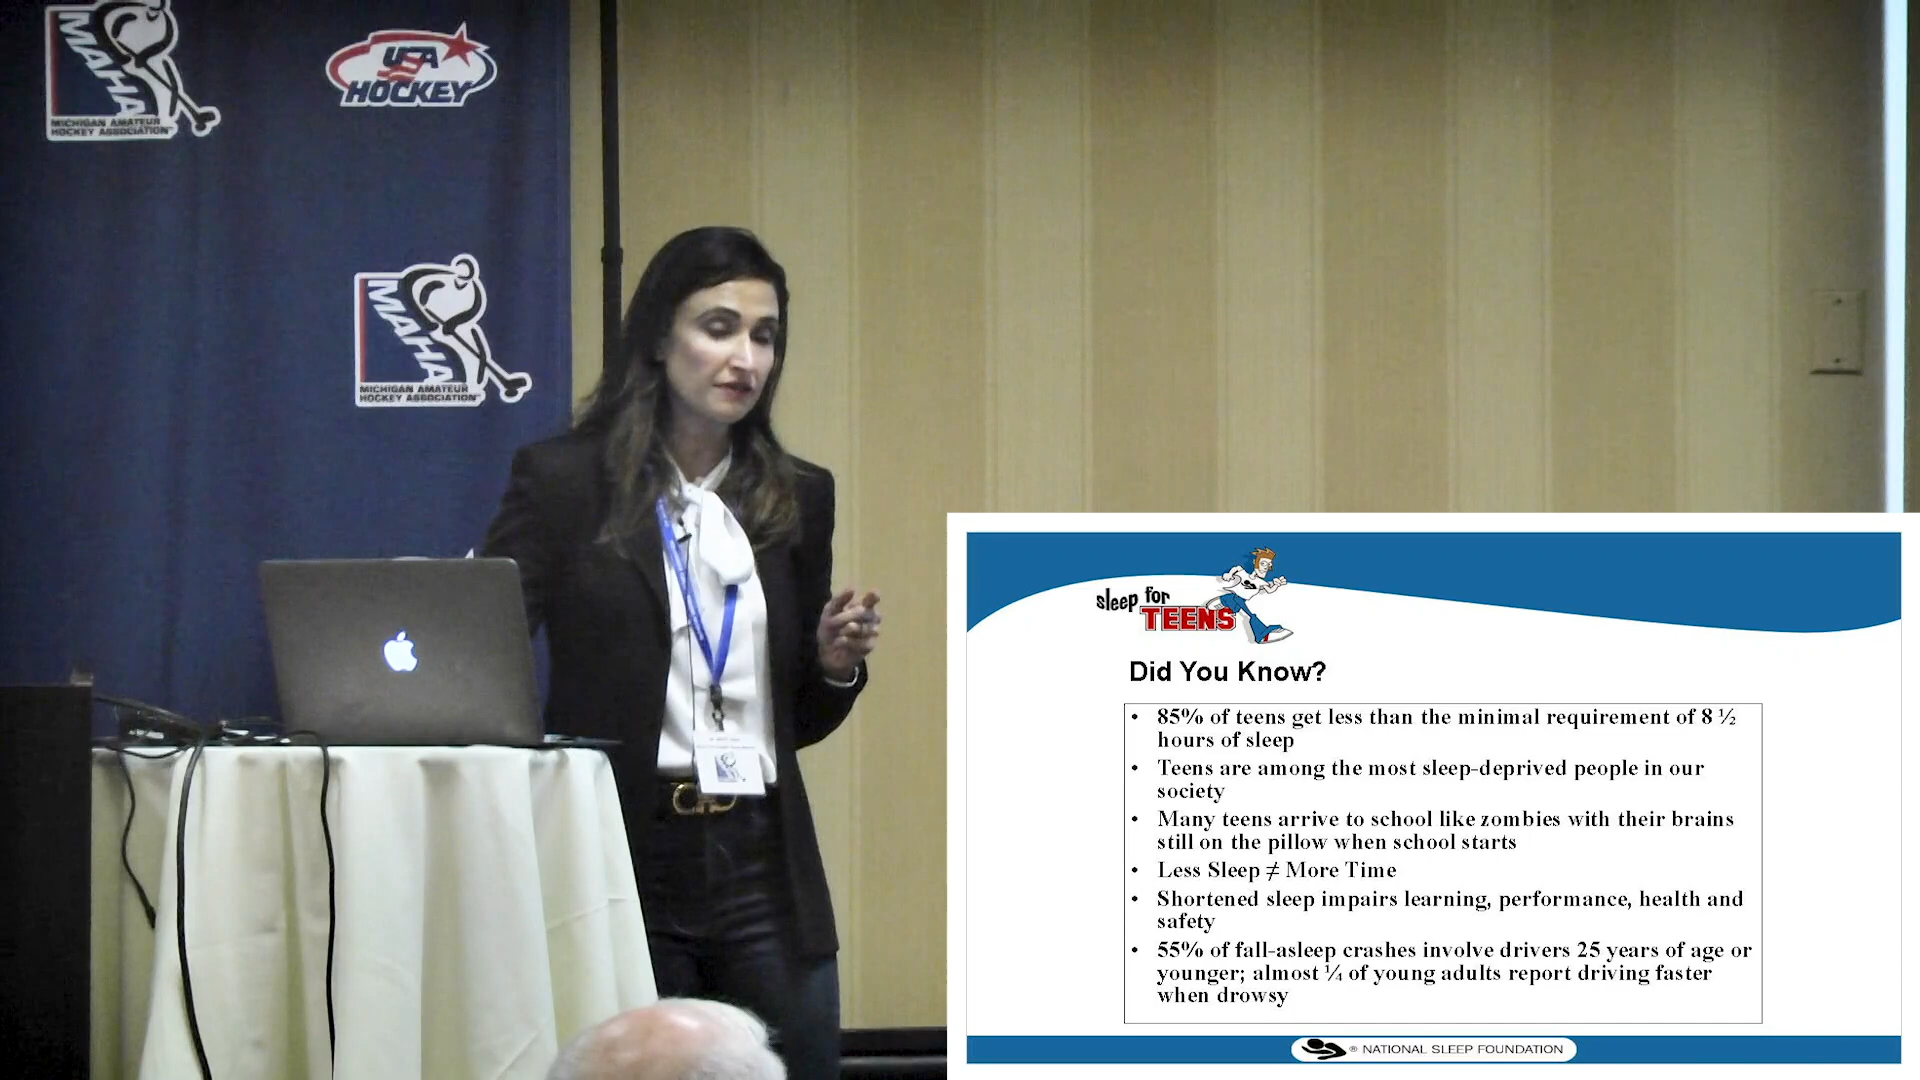 MAHA
MICHIGAN AMATEUR
HOCKEY ASSOCIATION
USA
HOCKEY
MAHA
MICHIGAN AMATEUR
HOCKEY ASSOCIATION
sleep for
TEENS
Did You Know?
• 85% of teens get less than the minimal requirement of 8 ½
hours of sleep
• Teens are among the most sleep-deprived people in our
society
• Many teens arrive to school like zombies with their brains
still on the pillow when school starts
• Less Sleep ≠ More Time
• Shortened sleep impairs learning, performance, health and
safety
• 55% of fall-asleep crashes involve drivers 25 years of age or
younger; almost ¼ of young adults report driving faster
when drowsy
® NATIONAL SLEEP FOUNDATION